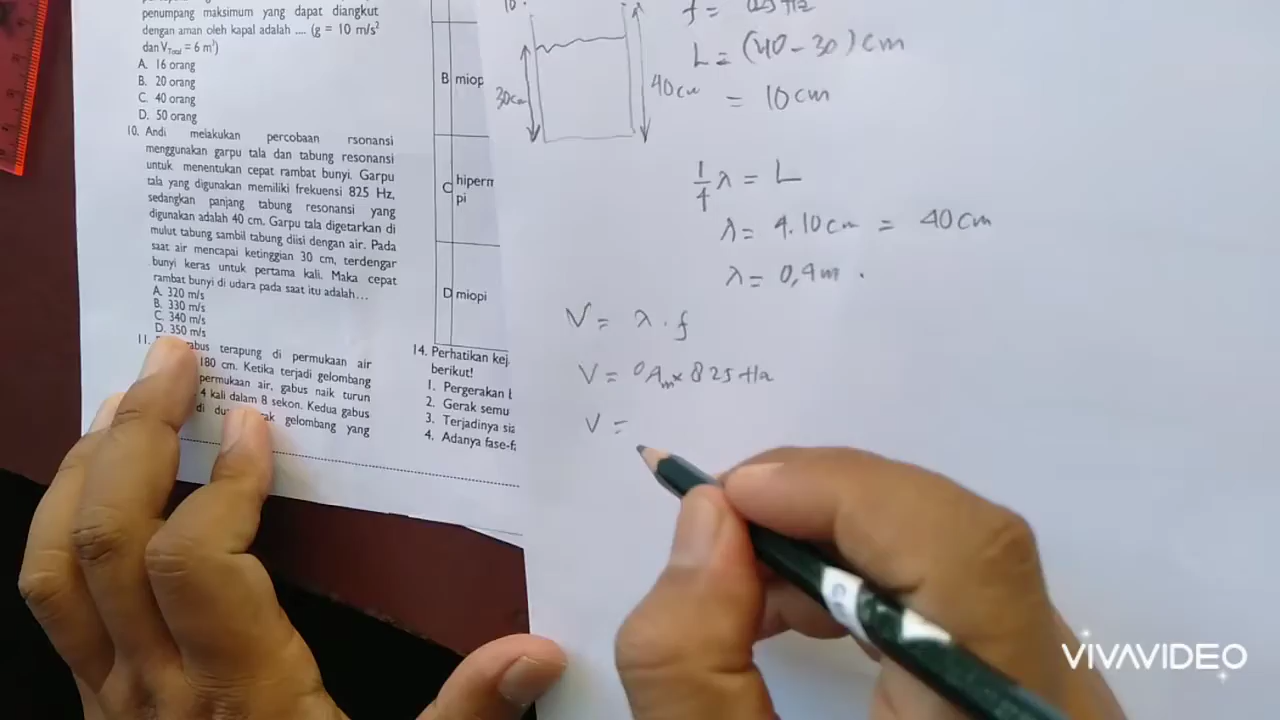 penumpang maksimum yang dapat diangkut
dengan aman oleh kapal adalah .... (g = 10 m/s²
dan V_Total = 6 m³)
A. 16 orang
B. 20 orang
C. 40 orang
D. 50 orang
10. Andi melakukan percobaan rsonansi
menggunakan garpu tala dan tabung resonansi
untuk menentukan cepat rambat bunyi. Garpu
tala yang digunakan memiliki frekuensi 825 Hz,
sedangkan panjang tabung resonansi yang
digunakan adalah 40 cm. Garpu tala digetarkan di
mulut tabung sambil tabung diisi dengan air. Pada
saat air mencapai ketinggian 30 cm, terdengar
bunyi keras untuk pertama kali. Maka cepat
rambat bunyi di udara pada saat itu adalah...
A. 320 m/s
B. 330 m/s
C. 340 m/s
D. 350 m/s
11.
terapung di permukaan air
180 cm. Ketika terjadi gelombang
permukaan air, gabus naik turun
4 kali dalam 8 sekon. Kedua gabus
di gelombang yang
B miop
C hiperm
pi
D miopi
14. Perhatikan kej
berikut!
1. Pergerakan
2. Gerak semu
3. Terjadinya sia
4. Adanya fase-f
10.
30cm
40cm
f =
L = (40-30) cm
= 10cm
1/4 λ = L
λ = 4.10cm = 40cm
λ = 0,4m.
V = λ . f
V = 0,4m x 825 Hz
V =
VIVAVIDEO